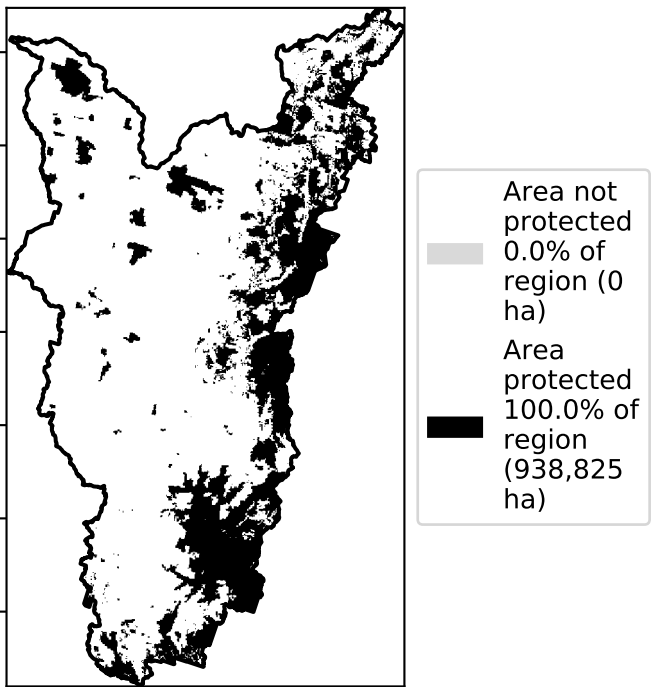 Area not
protected
0.0% of
region (0
ha)
Area
protected
100.0% of
region
(938,825
ha)